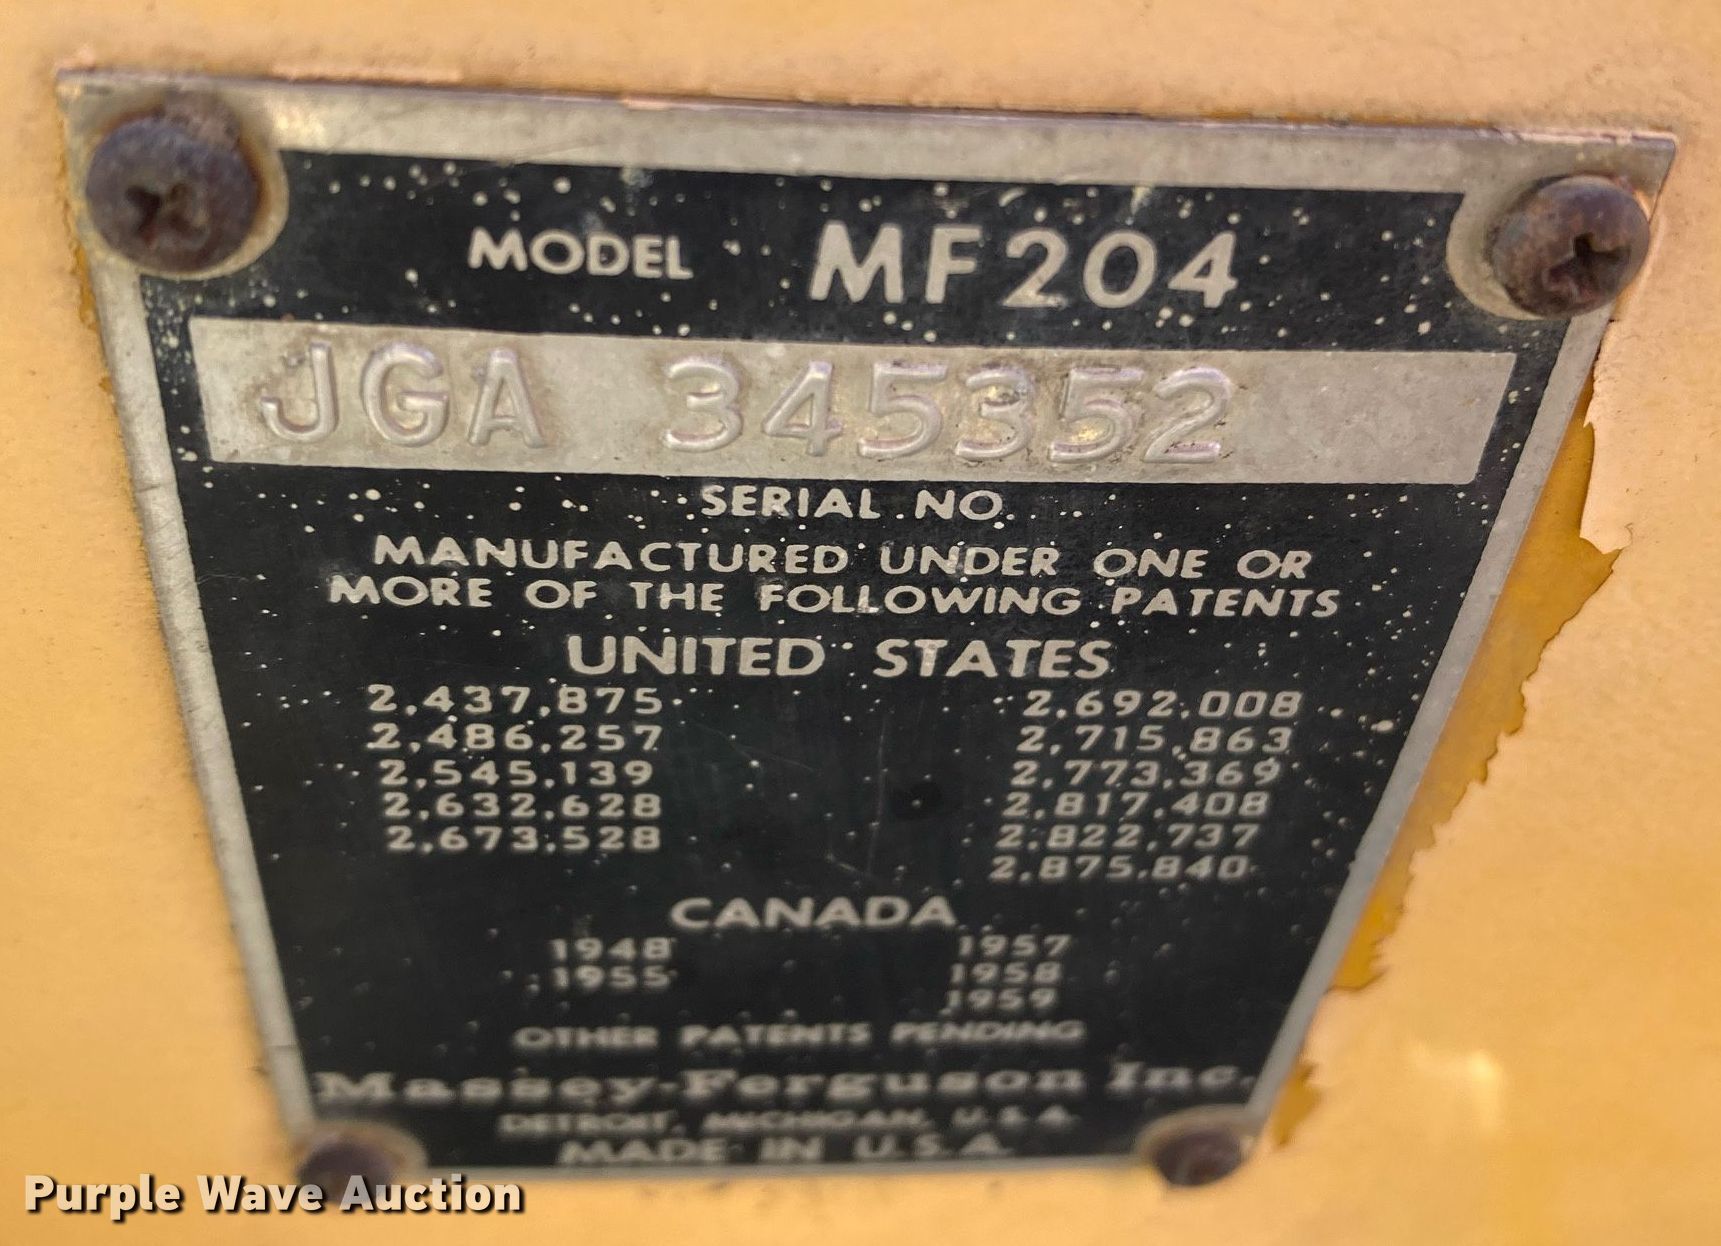 MODEL MF204
JGA 345352
SERIAL NO.
MANUFACTURED UNDER ONE OR
MORE OF THE FOLLOWING PATENTS
UNITED STATES
2,437,875 2,692,008
2,486,257 2,715,863
2,545,139 2,773,369
2,632,628 2,817,408
2,673,528 2,822,737
2,875,840
CANADA
1948 1957
1955 1958
1959
OTHER PATENTS PENDING
Massey-Ferguson Inc.
DETROIT, MICHIGAN, U.S.A.
MADE IN U.S.A.
Purple Wave Auction